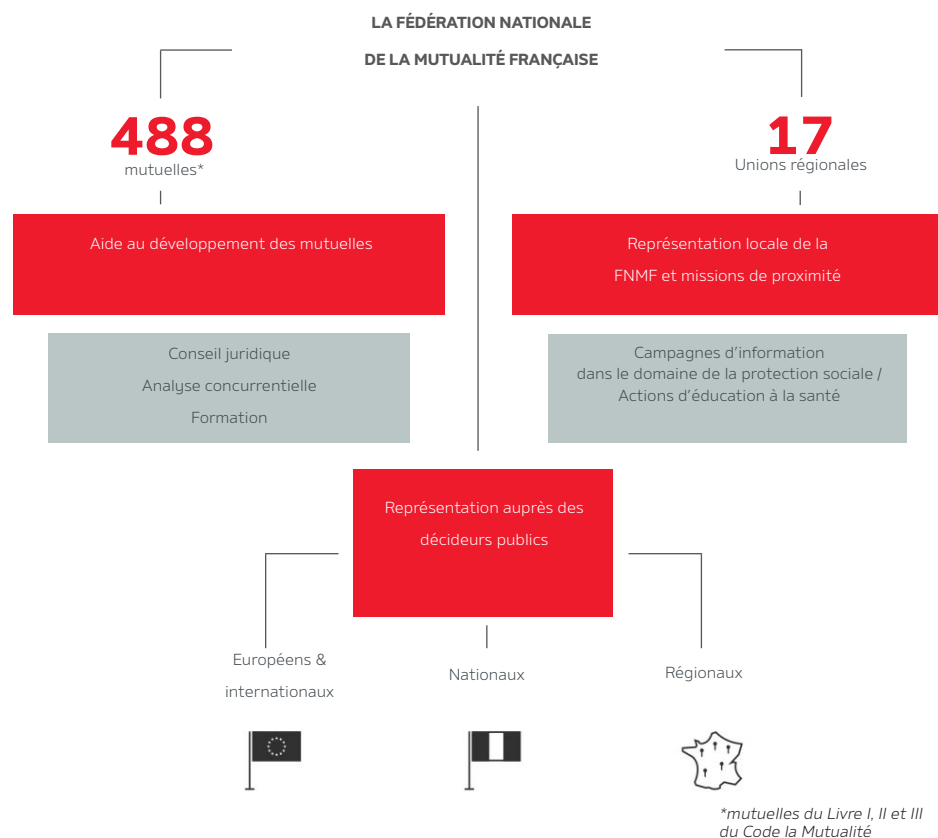 LA FÉDÉRATION NATIONALE
DE LA MUTUALITÉ FRANÇAISE
488
mutuelles*
Aide au développement des mutuelles
Conseil juridique
Analyse concurrentielle
Formation
17
Unions régionales
Représentation locale de la
FNMF et missions de proximité
Campagnes d'information
dans le domaine de la protection sociale /
Actions d'éducation à la santé
Représentation auprès des
décideurs publics
Européens &
internationaux
Nationaux
Régionaux
*mutuelles du Livre I, II et III
du Code la Mutualité